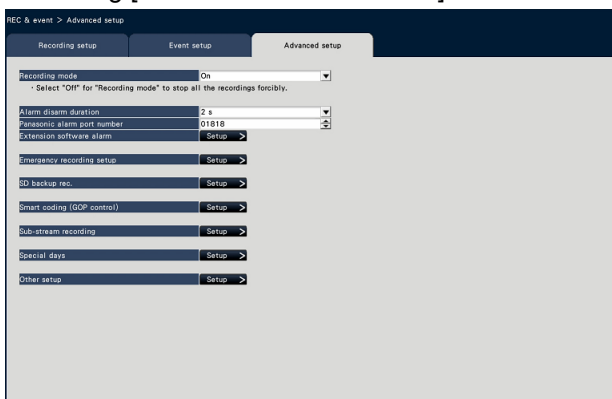 REC & event > Advanced setup
Recording setup Event setup Advanced setup
Recording mode On
· Select "Off" for "Recording mode" to stop all the recordings forcibly.
Alarm disarm duration 2 s
Panasonic alarm port number 01818
Extension software alarm Setup >
Emergency recording setup Setup >
SD backup rec. Setup >
Smart coding (GOP control) Setup >
Sub-stream recording Setup >
Special days Setup >
Other setup Setup >